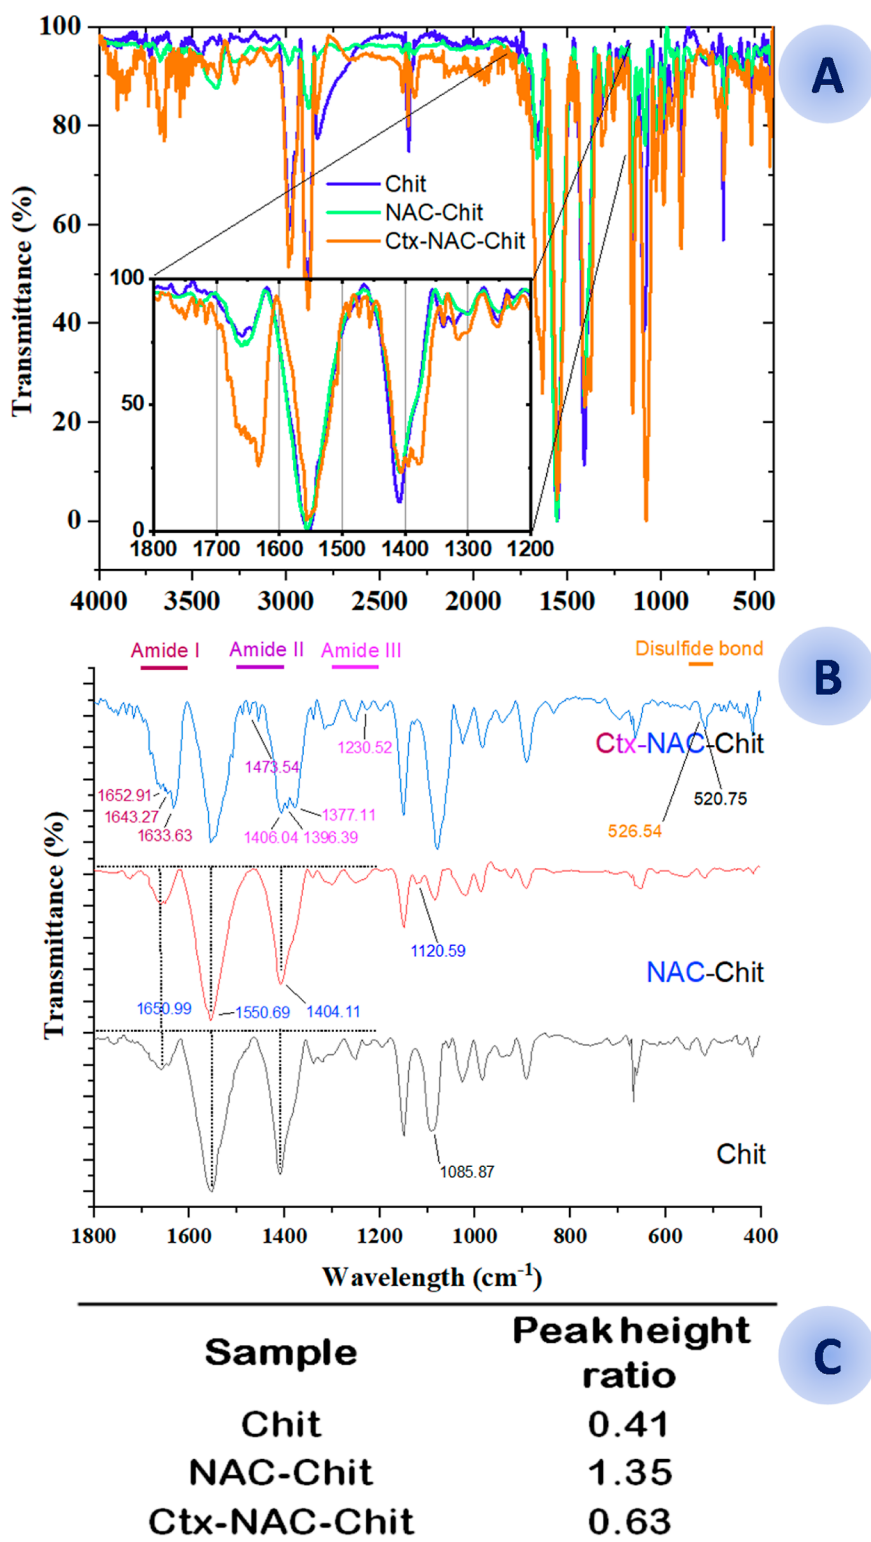 A
Transmittance (%)
100
80
60
40
20
0
Chit
NAC-Chit
Ctx-NAC-Chit
100
50
0
1800 1700 1600 1500 1400 1300 1200
4000 3500 3000 2500 2000 1500 1000 500
B
Amide I Amide II Amide III Disulfide bond
Transmittance (%)
Ctx-NAC-Chit
1230.52
1473.54
1652.91
1643.27
1633.63
1377.11
1406.04 1396.39
520.75
526.54
1120.59
NAC-Chit
1650.99 1550.69 1404.11
Chit
1085.87
1800 1600 1400 1200 1000 800 600 400
Wavelength (cm⁻¹)
C
Sample Peak height
ratio
Chit 0.41
NAC-Chit 1.35
Ctx-NAC-Chit 0.63